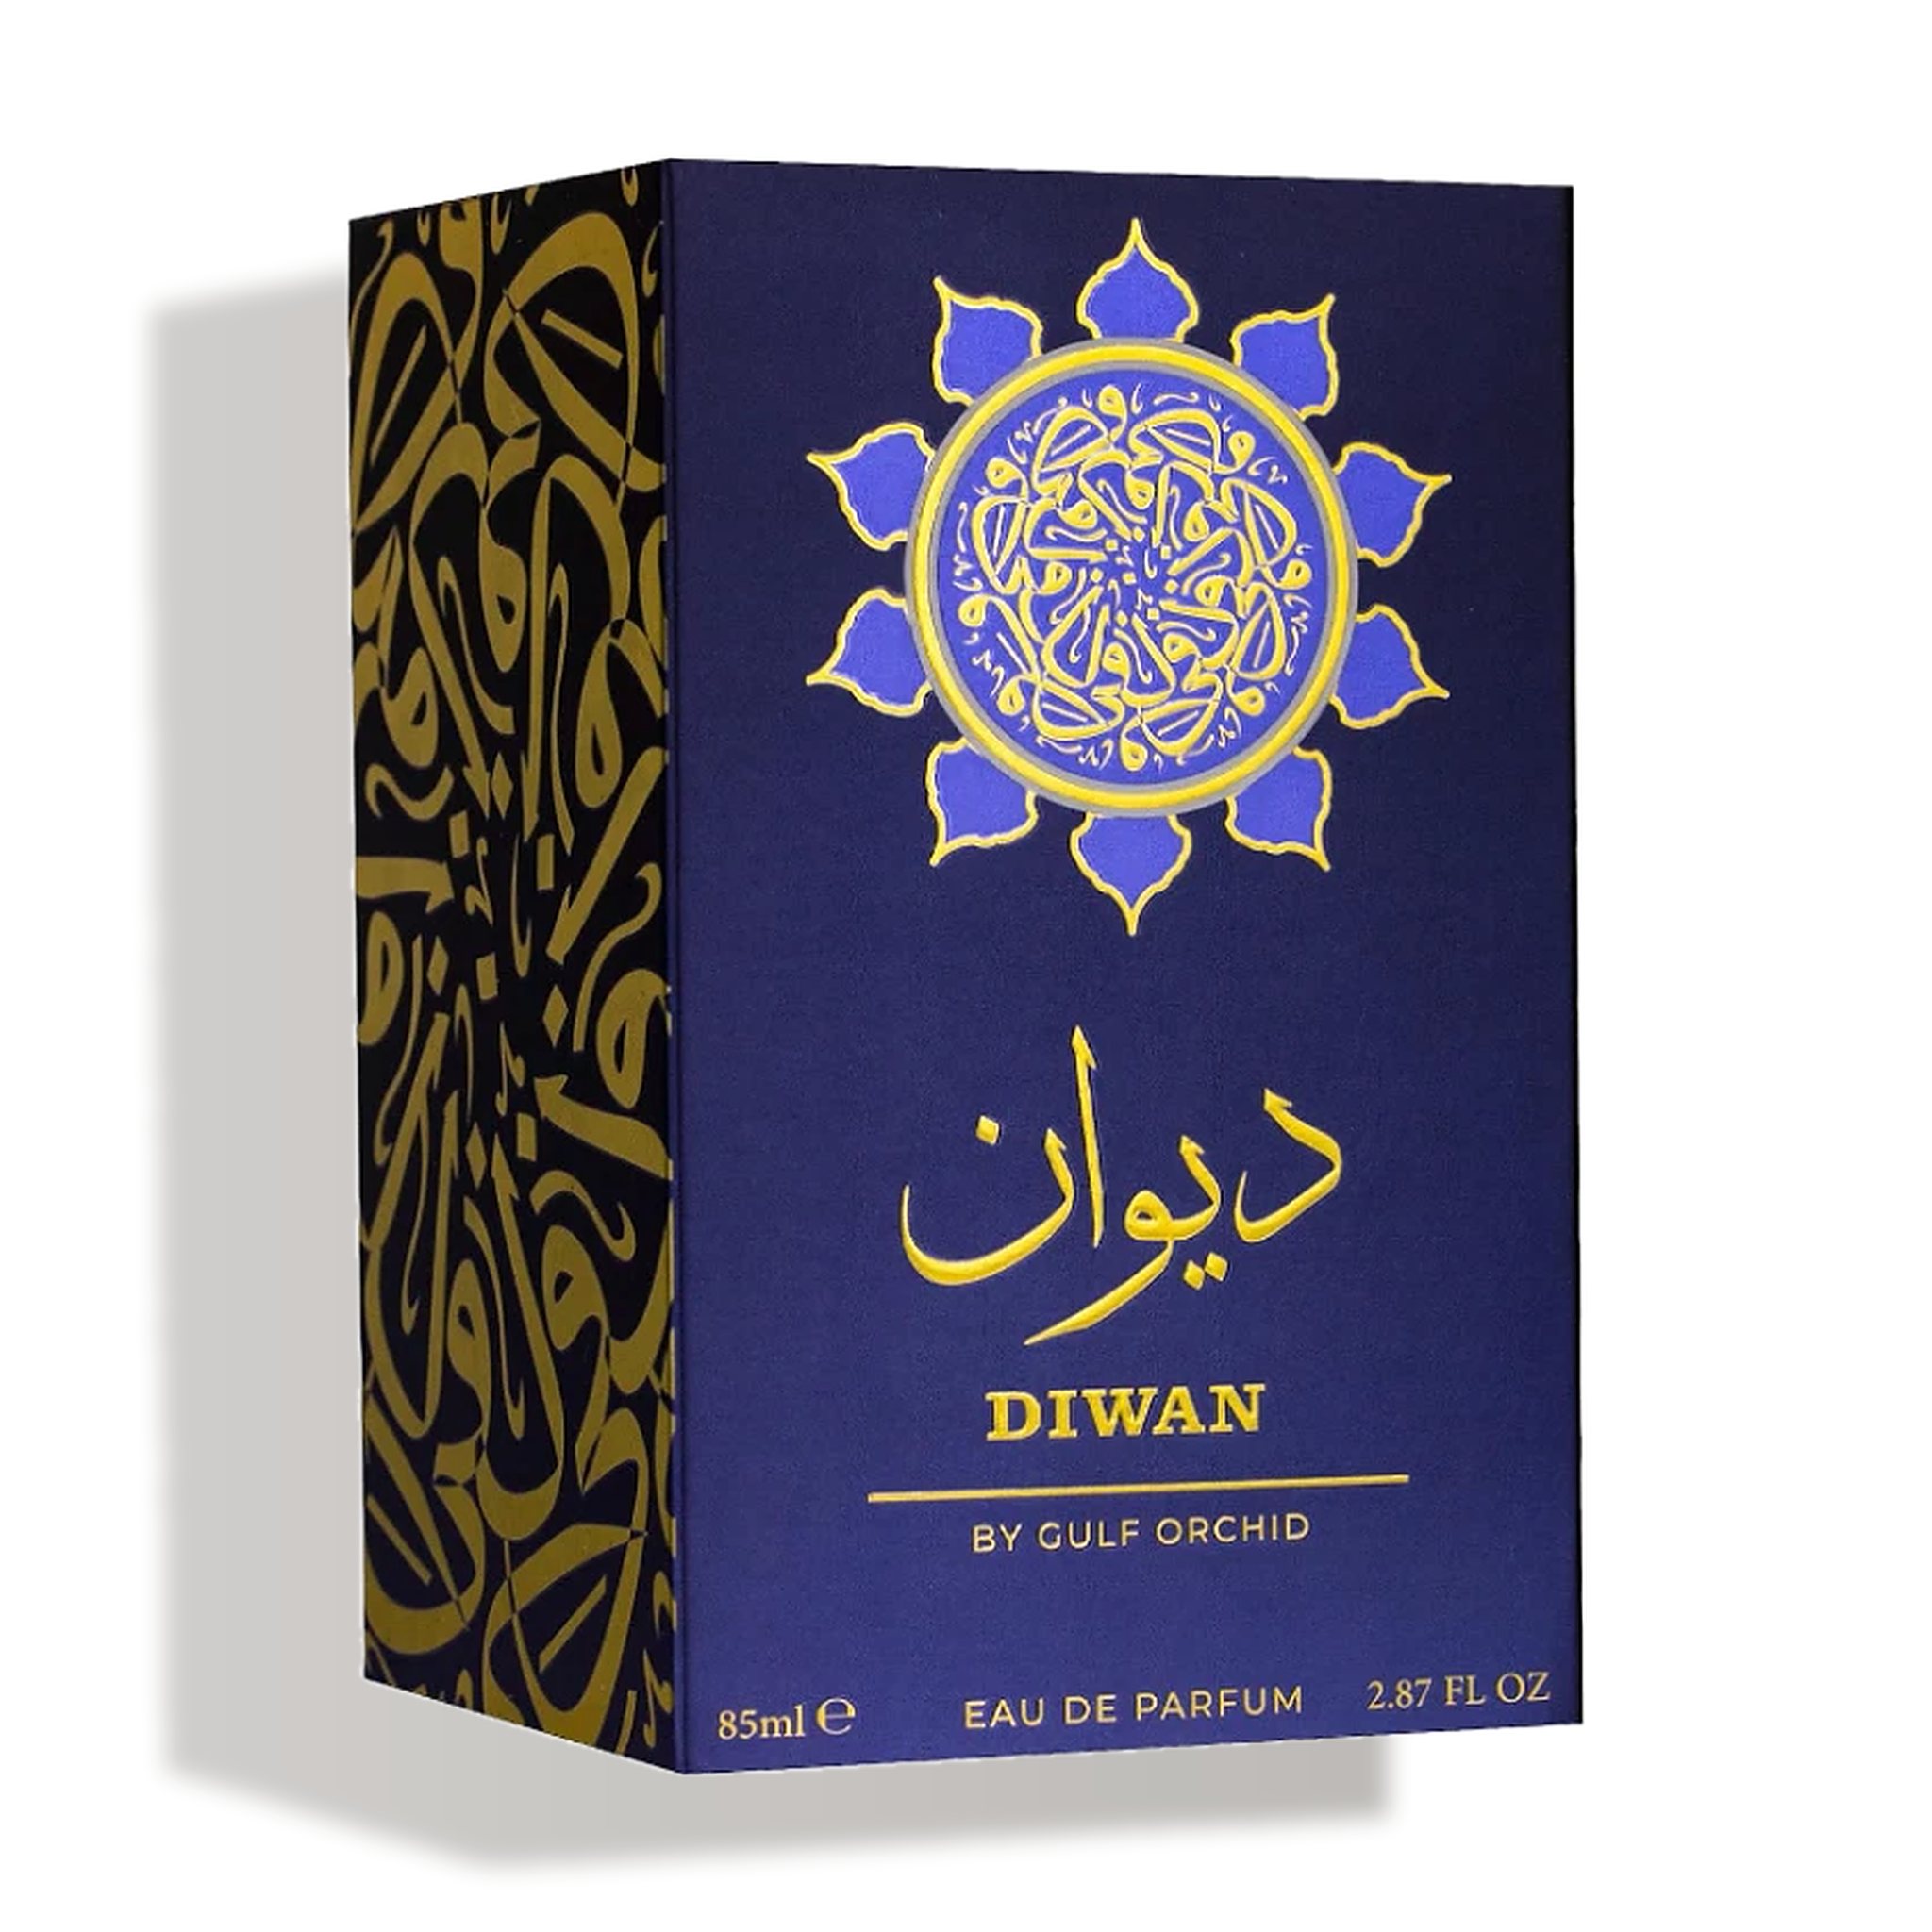 ديوان
DIWAN
BY GULF ORCHID
85ml ℮ EAU DE PARFUM 2.87 FL OZ